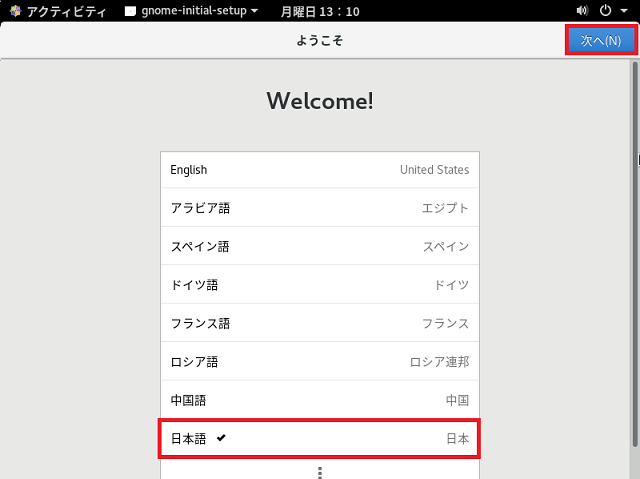 アクティビティ gnome-initial-setup 月曜日 13：10
ようこそ 次へ(N)
Welcome!
English United States
アラビア語 エジプト
スペイン語 スペイン
ドイツ語 ドイツ
フランス語 フランス
ロシア語 ロシア連邦
中国語 中国
日本語 日本